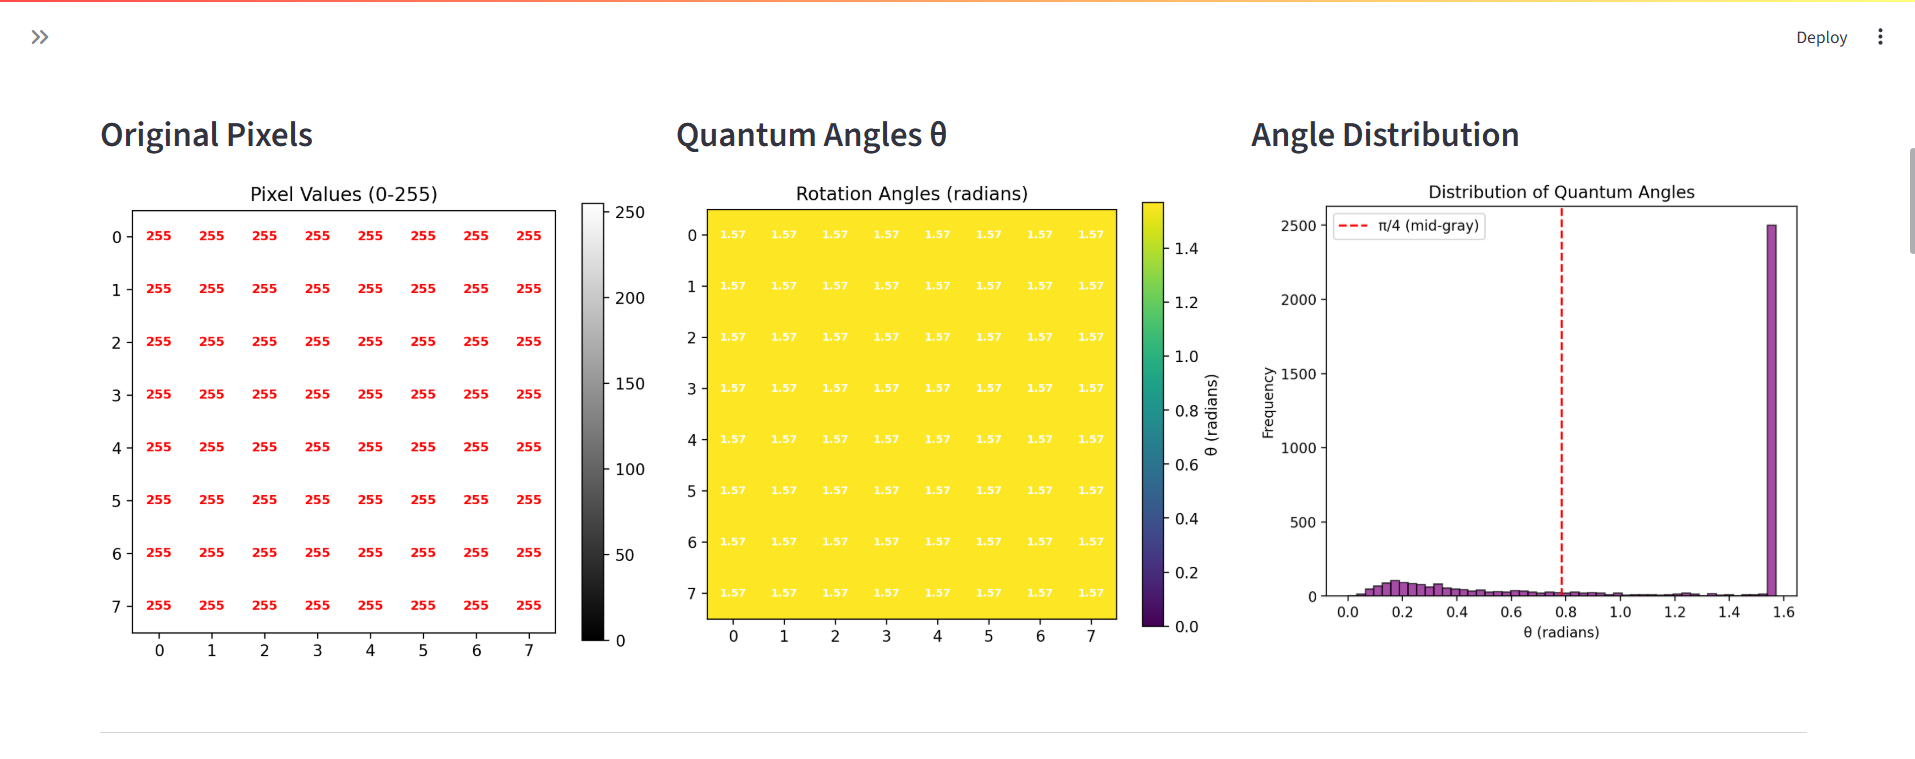 Deploy
Original Pixels
Quantum Angles θ
Angle Distribution
Pixel Values (0-255)
0 255 255 255 255 255 255 255 255
1 255 255 255 255 255 255 255 255
2 255 255 255 255 255 255 255 255
3 255 255 255 255 255 255 255 255
4 255 255 255 255 255 255 255 255
5 255 255 255 255 255 255 255 255
6 255 255 255 255 255 255 255 255
7 255 255 255 255 255 255 255 255
0 1 2 3 4 5 6 7
250
200
150
100
50
0
Rotation Angles (radians)
0 1.57 1.57 1.57 1.57 1.57 1.57 1.57 1.57
1 1.57 1.57 1.57 1.57 1.57 1.57 1.57 1.57
2 1.57 1.57 1.57 1.57 1.57 1.57 1.57 1.57
3 1.57 1.57 1.57 1.57 1.57 1.57 1.57 1.57
4 1.57 1.57 1.57 1.57 1.57 1.57 1.57 1.57
5 1.57 1.57 1.57 1.57 1.57 1.57 1.57 1.57
6 1.57 1.57 1.57 1.57 1.57 1.57 1.57 1.57
7 1.57 1.57 1.57 1.57 1.57 1.57 1.57 1.57
0 1 2 3 4 5 6 7
1.4
1.2
1.0
0.8
0.6
0.4
0.2
0.0
θ (radians)
Distribution of Quantum Angles
π/4 (mid-gray)
Frequency
2500
2000
1500
1000
500
0
0.0 0.2 0.4 0.6 0.8 1.0 1.2 1.4 1.6
θ (radians)